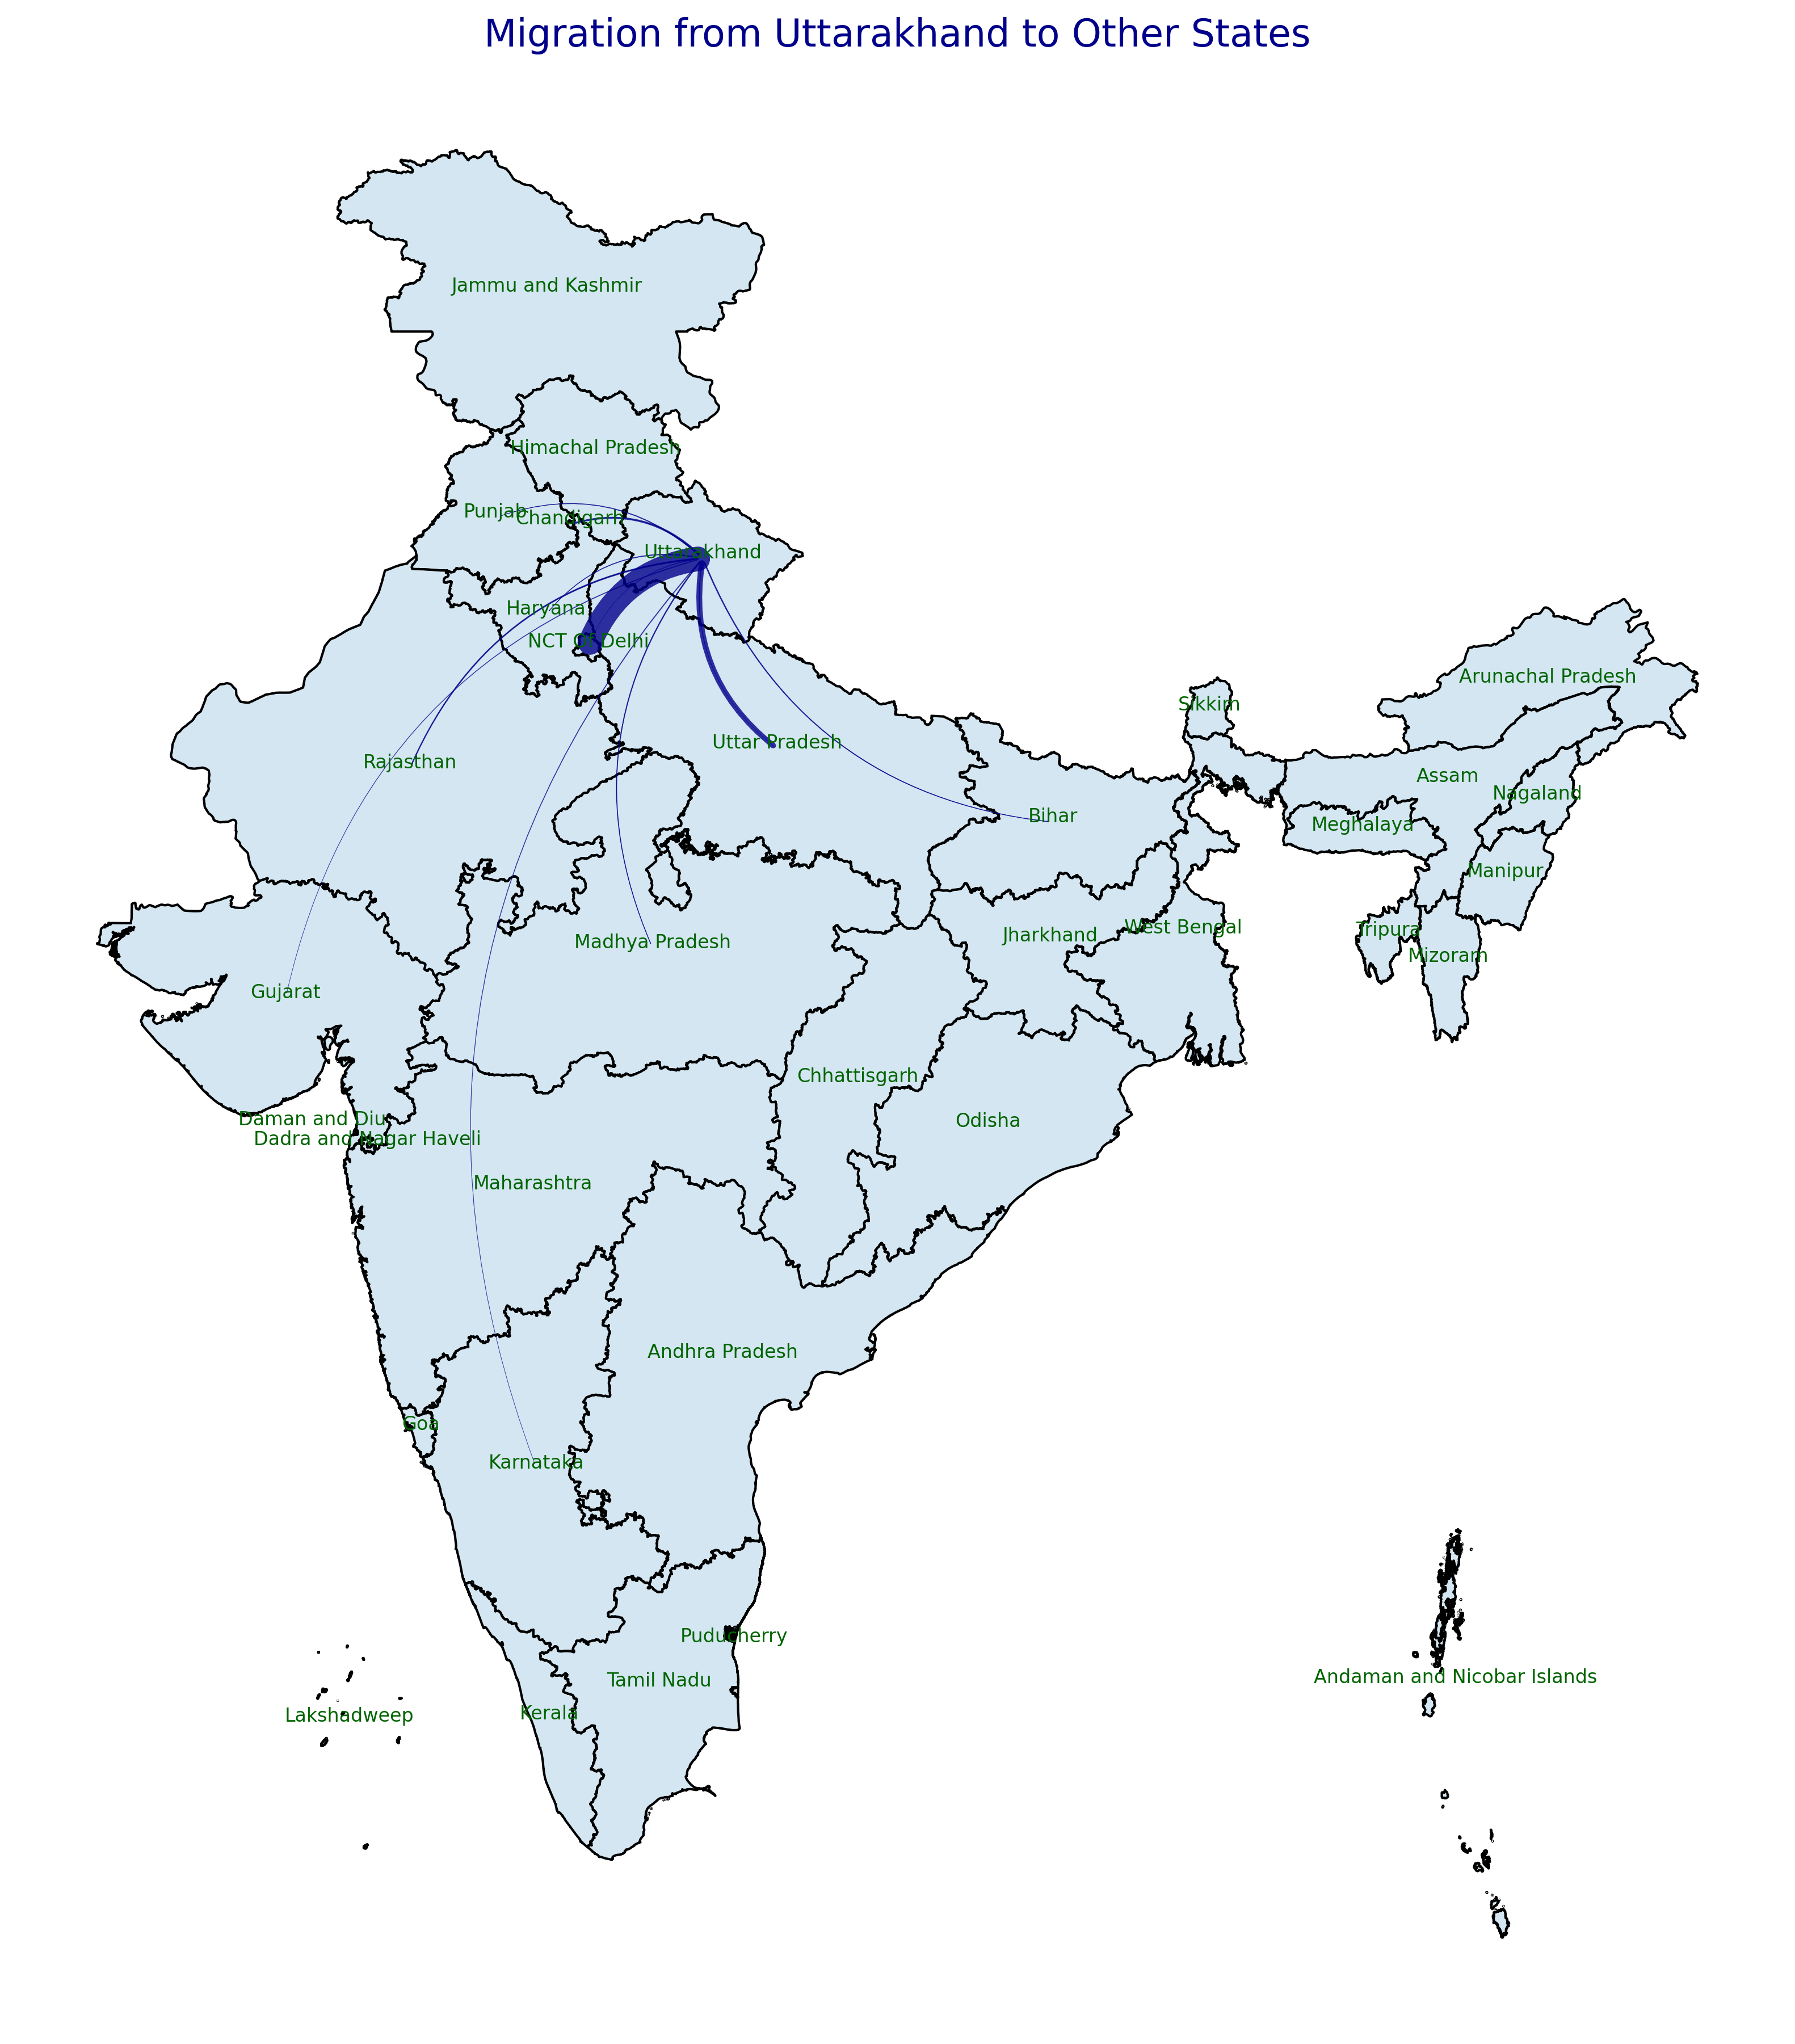 Migration from Uttarakhand to Other States
Jammu and Kashmir
Himachal Pradesh
Punjab
Chandigarh
Uttarakhand
Haryana
NCT Of Delhi
Arunachal Pradesh
Sikkim
Uttar Pradesh
Rajasthan
Assam
Nagaland
Bihar
Meghalaya
Manipur
West Bengal
Tripura
Jharkhand
Madhya Pradesh
Mizoram
Gujarat
Chhattisgarh
Daman and Diu
Odisha
Dadra and Nagar Haveli
Maharashtra
Andhra Pradesh
Goa
Karnataka
Puducherry
Andaman and Nicobar Islands
Tamil Nadu
Kerala
Lakshadweep